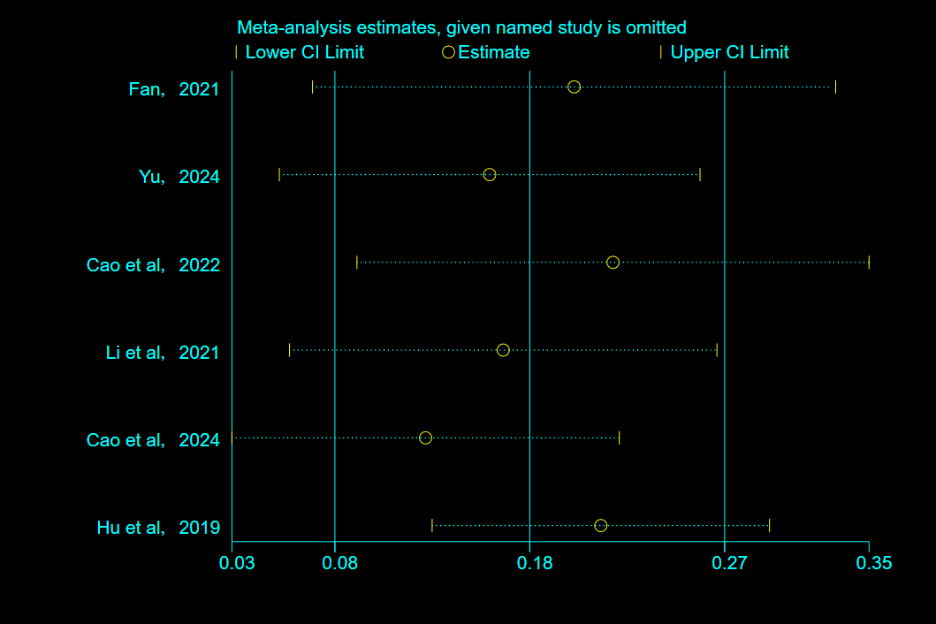 Meta-analysis estimates, given named study is omitted
Lower CI Limit Estimate Upper CI Limit
Fan, 2021
Yu, 2024
Cao et al, 2022
Li et al, 2021
Cao et al, 2024
Hu et al, 2019
0.03 0.08 0.18 0.27 0.35